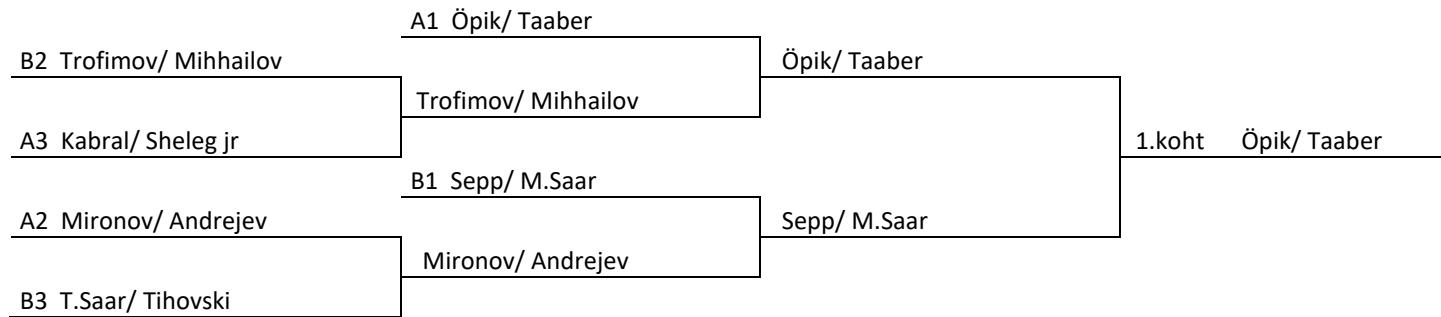 A1 Öpik/ Taaber
B2 Trofimov/ Mihhailov
Öpik/ Taaber
Trofimov/ Mihhailov
A3 Kabral/ Sheleg jr
1.koht Öpik/ Taaber
B1 Sepp/ M.Saar
A2 Mironov/ Andrejev
Sepp/ M.Saar
Mironov/ Andrejev
B3 T.Saar/ Tihovski